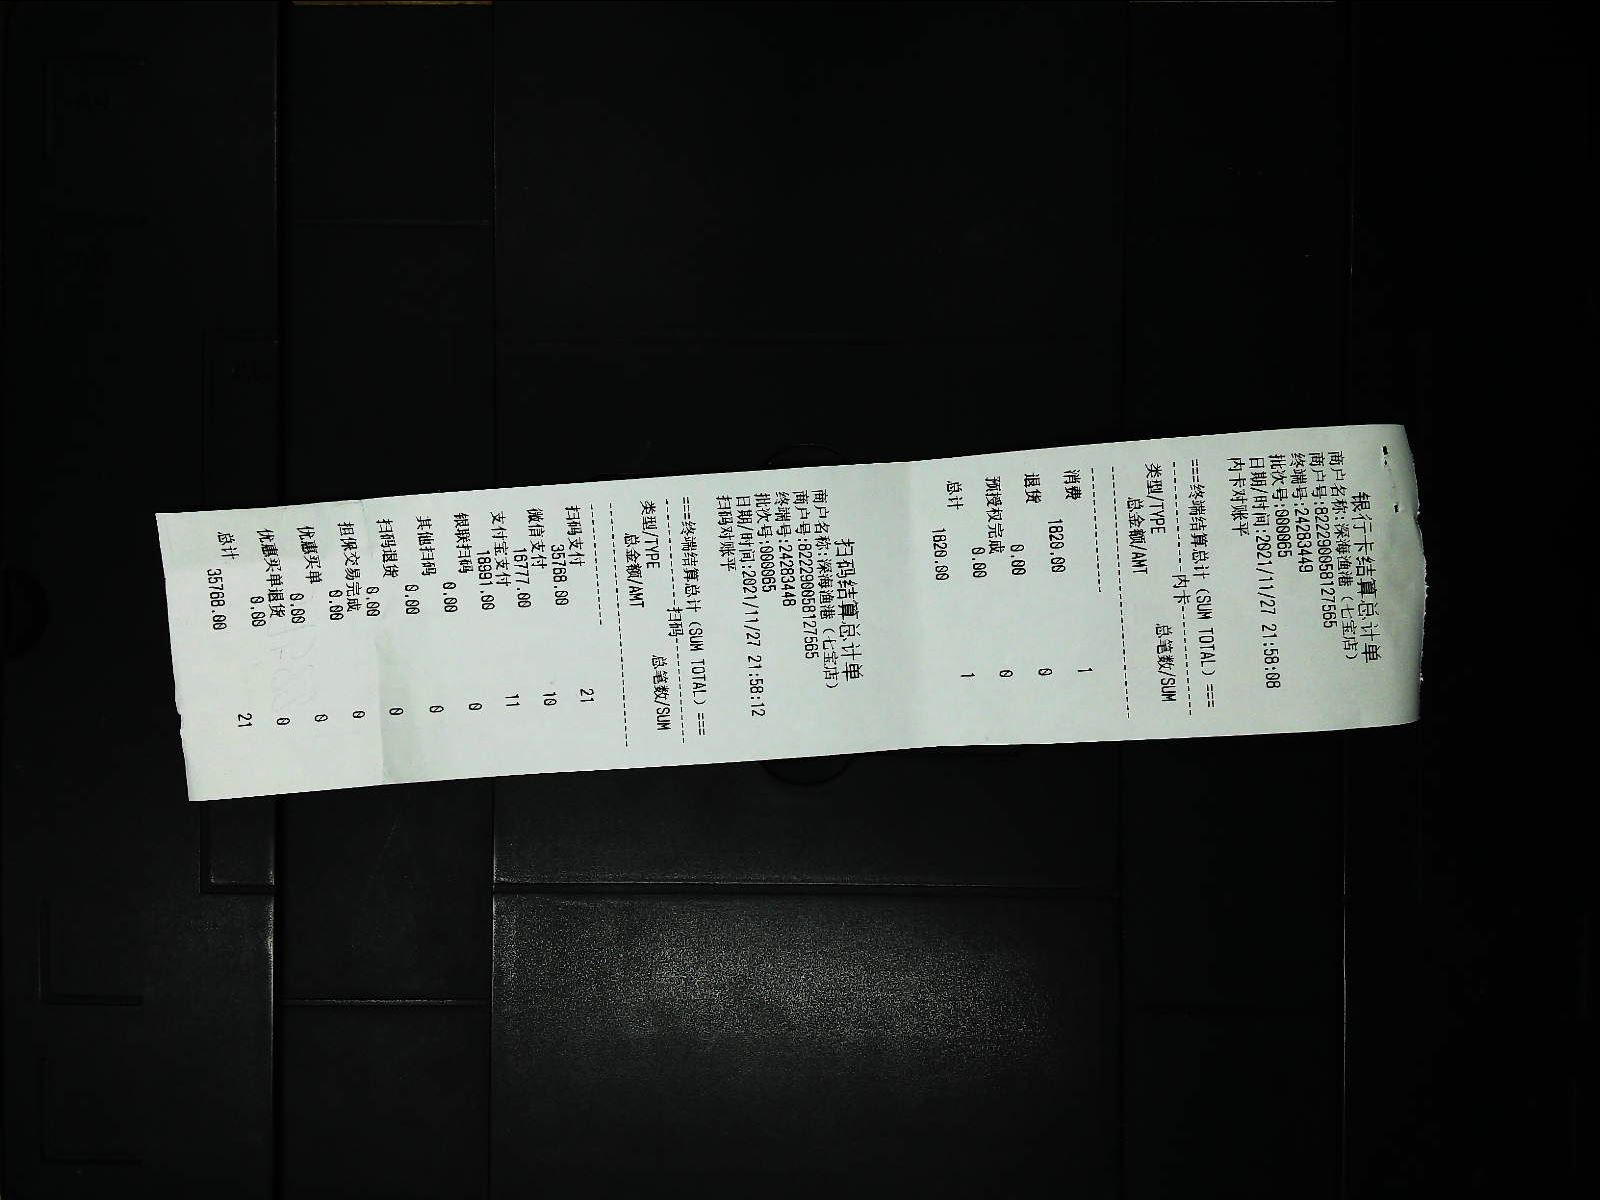 银行卡结算总计单
商户名称:深海渔港（七宝店）
商户号:822290058127565
终端号:24283449
批次号:000065
日期/时间:2021/11/27 21:58:08
内卡对账平
===终端结算总计（SUM TOTAL）===
----------内卡----------
类型/TYPE 总笔数/SUM
总金额/AMT
消费 1
1820.00
退货 0
0.00
预授权完成 0
0.00
总计 1
1820.00
扫码结算总计单
商户名称:深海渔港（七宝店）
商户号:822290058127565
终端号:24283448
批次号:000065
日期/时间:2021/11/27 21:58:12
扫码对账平
===终端结算总计（SUM TOTAL）===
----------扫码----------
类型/TYPE 总笔数/SUM
总金额/AMT
扫码支付 21
35768.00
微信支付 10
16777.00
支付宝支付 11
18991.00
银联扫码 0
0.00
其他扫码 0
0.00
扫码退货 0
0.00
担保交易完成 0
0.00
优惠买单 0
0.00
优惠买单退货 0
0.00
总计 21
35768.00